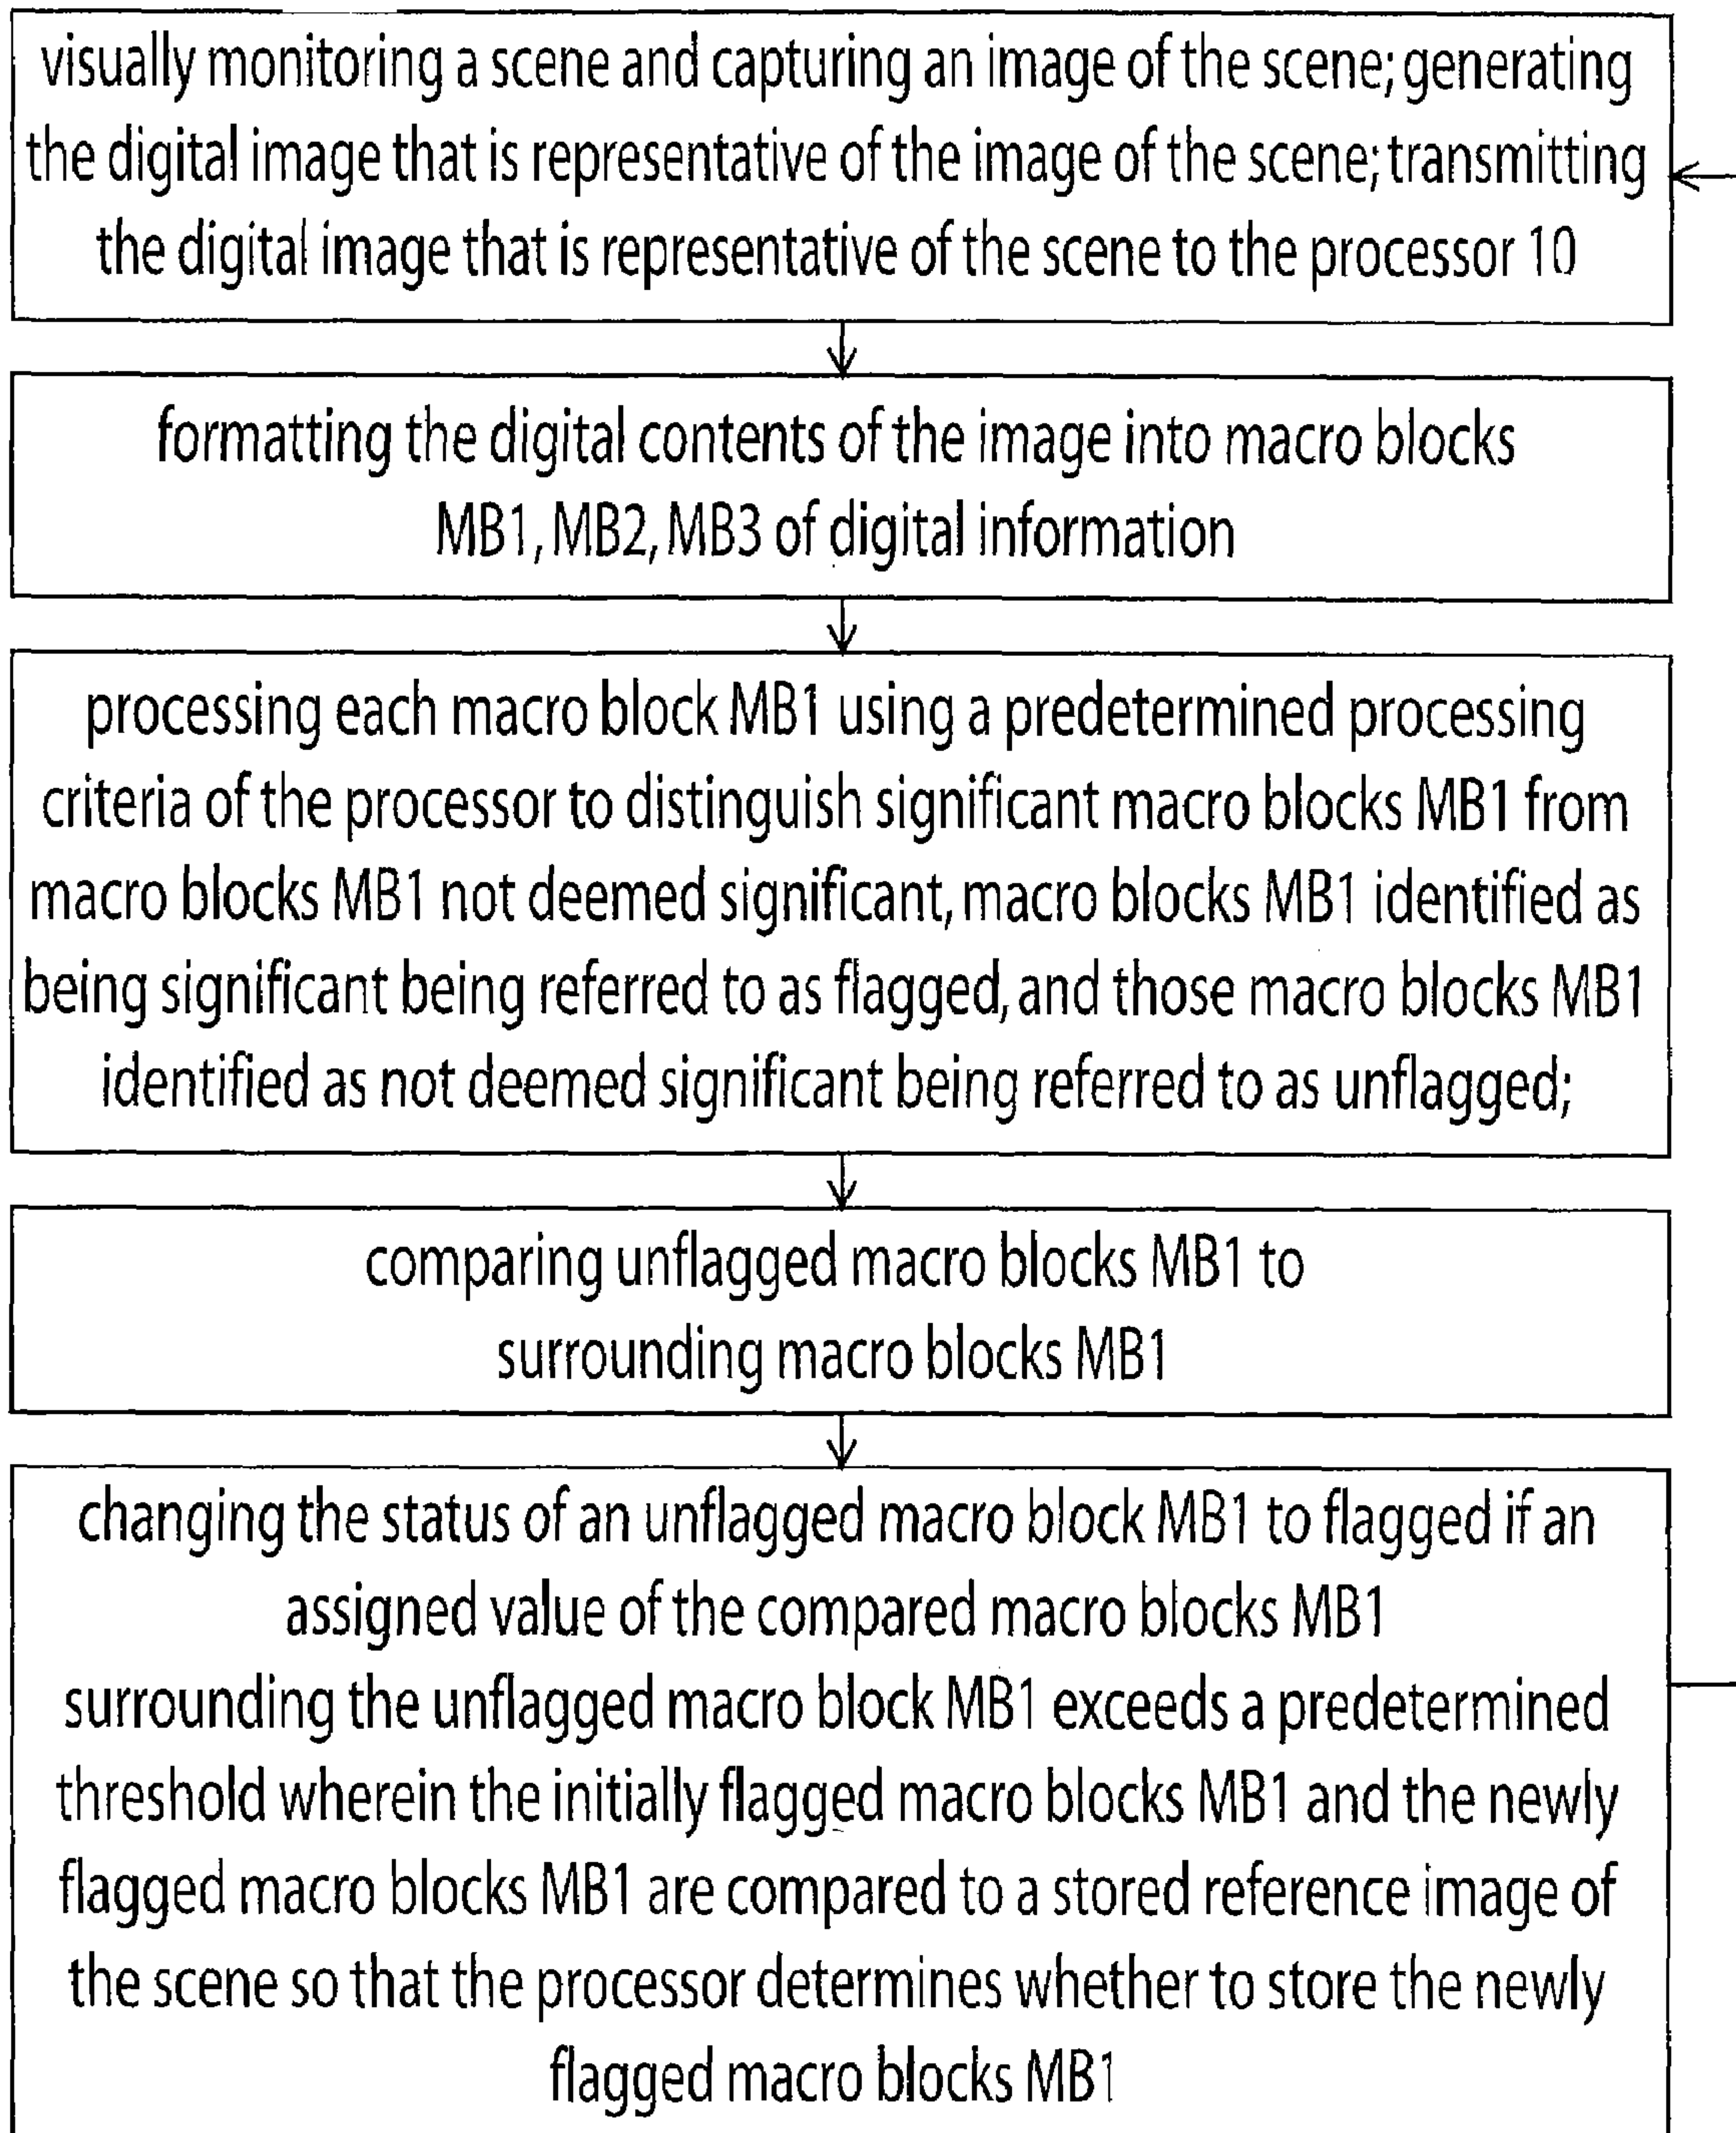 visually monitoring a scene and capturing an image of the scene; generating
the digital image that is representative of the image of the scene; transmitting
the digital image that is representative of the scene to the processor 10
formatting the digital contents of the image into macro blocks
MB1, MB2, MB3 of digital information
processing each macro block MB1 using a predetermined processing
criteria of the processor to distinguish significant macro blocks MB1 from
macro blocks MB1 not deemed significant, macro blocks MB1 identified as
being significant being referred to as flagged, and those macro blocks MB1
identified as not deemed significant being referred to as unflagged;
comparing unflagged macro blocks MB1 to
surrounding macro blocks MB1
changing the status of an unflagged macro block MB1 to flagged if an
assigned value of the compared macro blocks MB1
surrounding the unflagged macro block MB1 exceeds a predetermined
threshold wherein the initially flagged macro blocks MB1 and the newly
flagged macro blocks MB1 are compared to a stored reference image of
the scene so that the processor determines whether to store the newly
flagged macro blocks MB1